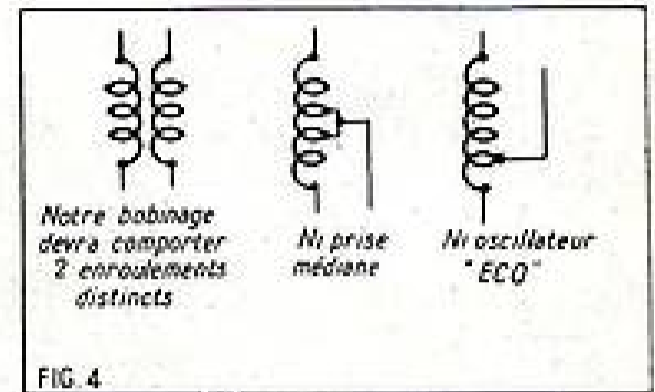 Notre bobinage
devra comporter
2 enroulements
distincts
Ni prise
médiane
Ni oscillateur
"ECO"
FIG. 4